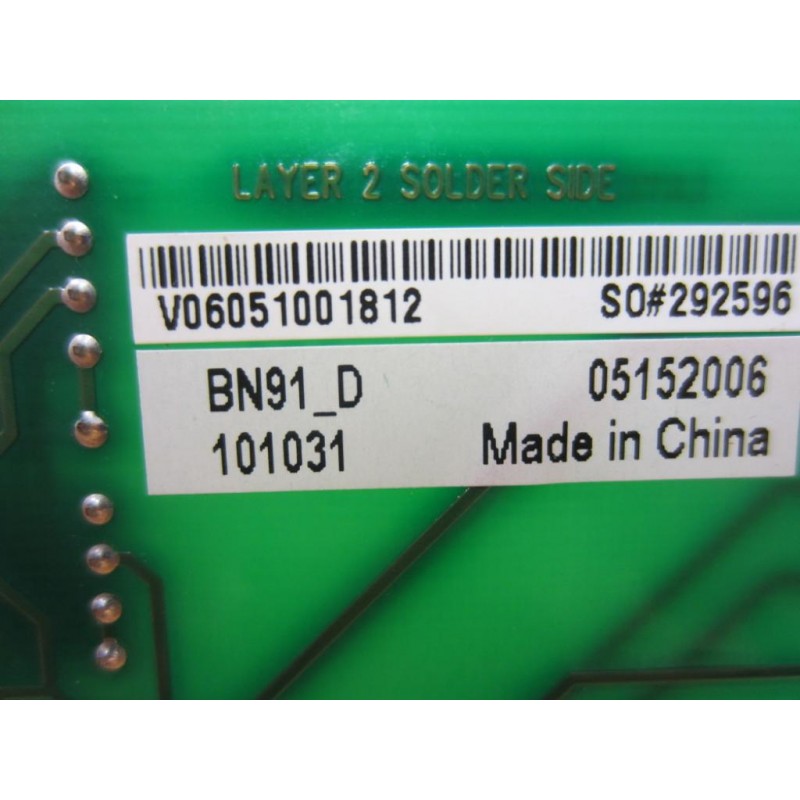 LAYER 2 SOLDER SIDE
V06051001812 SO#292596
BN91_D 05152006
101031 Made in China